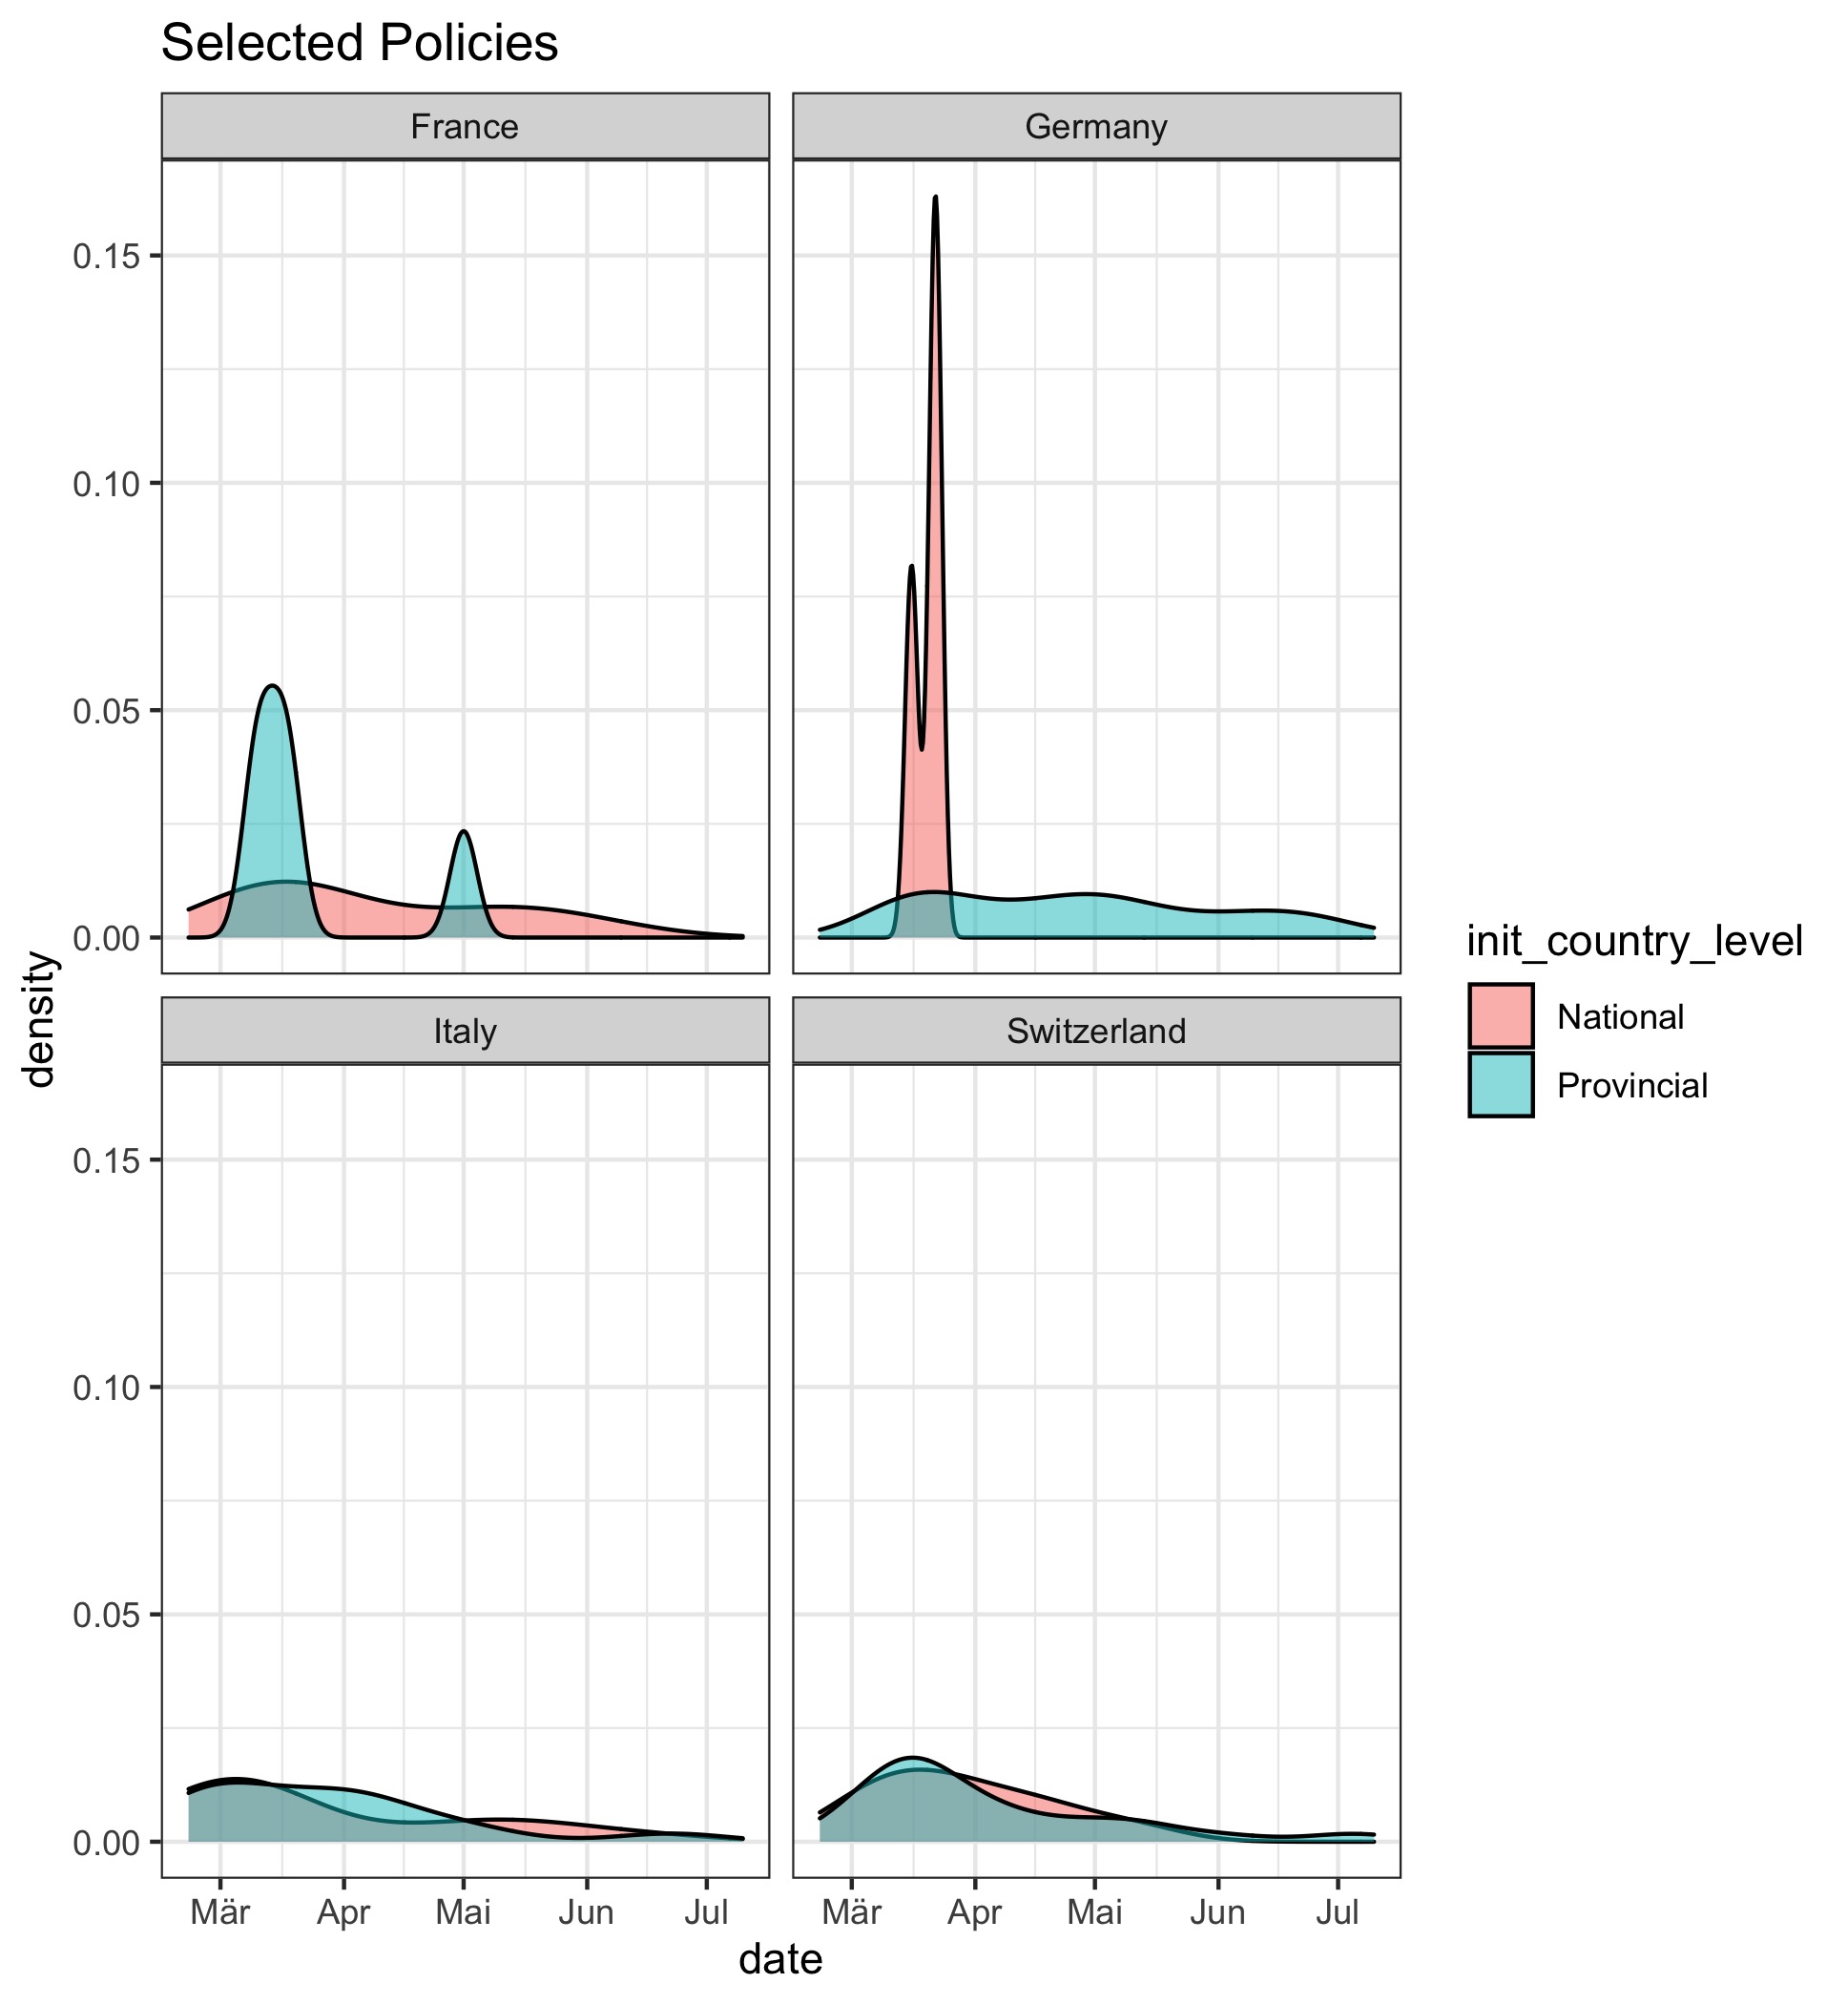 Selected Policies
France
Germany
0.15
0.10
0.05
0.00
Italy
Switzerland
0.15
0.10
0.05
0.00
Mär Apr Mai Jun Jul
Mär Apr Mai Jun Jul
date
density
init_country_level
National
Provincial